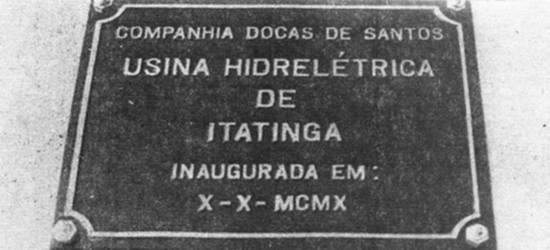 COMPANHIA DOCAS DE SANTOS
USINA HIDRELÉTRICA
DE
ITATINGA
INAUGURADA EM:
X-X-MCMX